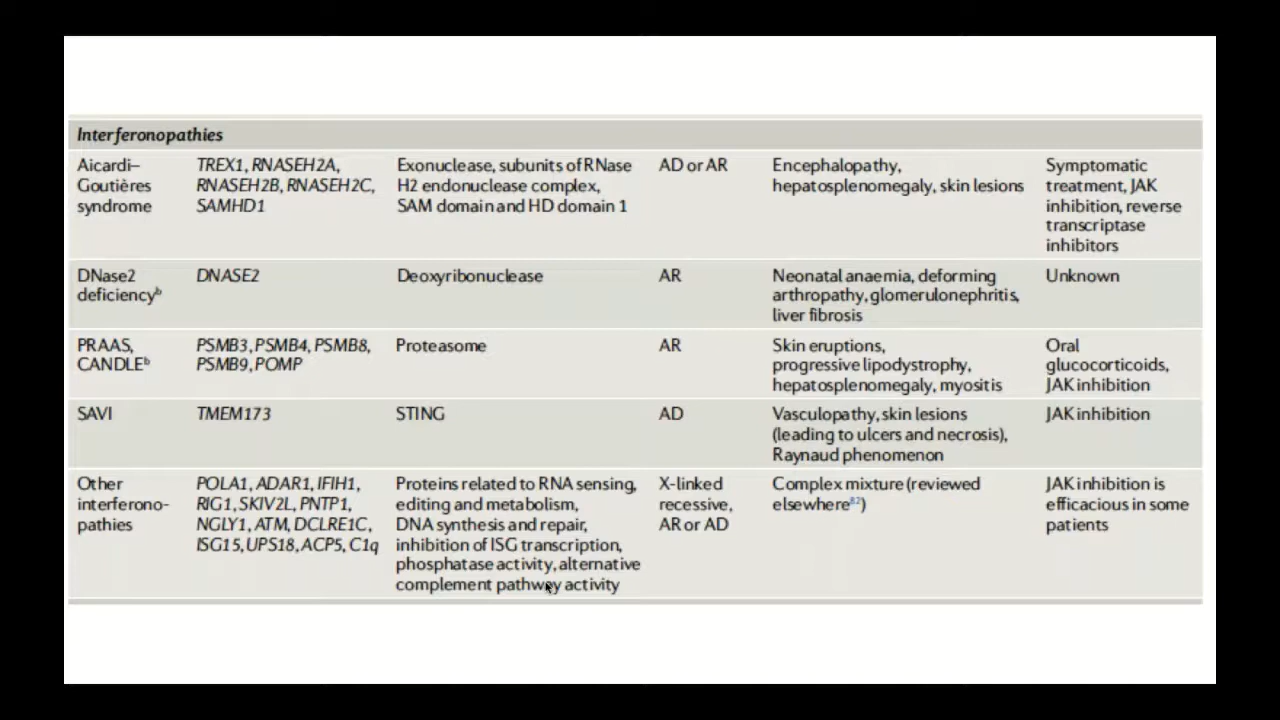 Interferonopathies
Aicardi–
Goutières
syndrome
TREX1, RNASEH2A,
RNASEH2B, RNASEH2C,
SAMHD1
Exonuclease, subunits of RNase
H2 endonuclease complex,
SAM domain and HD domain 1
AD or AR
Encephalopathy,
hepatosplenomegaly, skin lesions
Symptomatic
treatment, JAK
inhibition, reverse
transcriptase
inhibitors
DNase2
deficiencyᵇ
DNASE2
Deoxyribonuclease
AR
Neonatal anaemia, deforming
arthropathy, glomerulonephritis,
liver fibrosis
Unknown
PRAAS,
CANDLEᵇ
PSMB3, PSMB4, PSMB8,
PSMB9, POMP
Proteasome
AR
Skin eruptions,
progressive lipodystrophy,
hepatosplenomegaly, myositis
Oral
glucocorticoids,
JAK inhibition
SAVI
TMEM173
STING
AD
Vasculopathy, skin lesions
(leading to ulcers and necrosis),
Raynaud phenomenon
JAK inhibition
Other
interferono-
pathies
POLA1, ADAR1, IFIH1,
RIG1, SKIV2L, PNTP1,
NGLY1, ATM, DCLRE1C,
ISG15, UPS18, ACP5, C1q
Proteins related to RNA sensing,
editing and metabolism,
DNA synthesis and repair,
inhibition of ISG transcription,
phosphatase activity, alternative
complement pathway activity
X-linked
recessive,
AR or AD
Complex mixture (reviewed
elsewhere⁸²)
JAK inhibition is
efficacious in some
patients